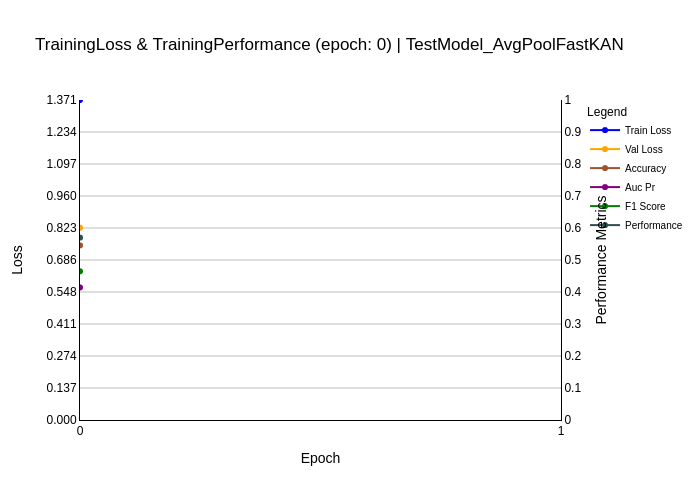 TrainingLoss & TrainingPerformance (epoch: 0) | TestModel_AvgPoolFastKAN
1.371
1.234
1.097
0.960
0.823
0.686
0.548
0.411
0.274
0.137
0.000
Loss
0
1
Epoch
1
0.9
0.8
0.7
0.6
0.5
0.4
0.3
0.2
0.1
0
Performance Metrics
Legend
Train Loss
Val Loss
Accuracy
Auc Pr
F1 Score
Performance